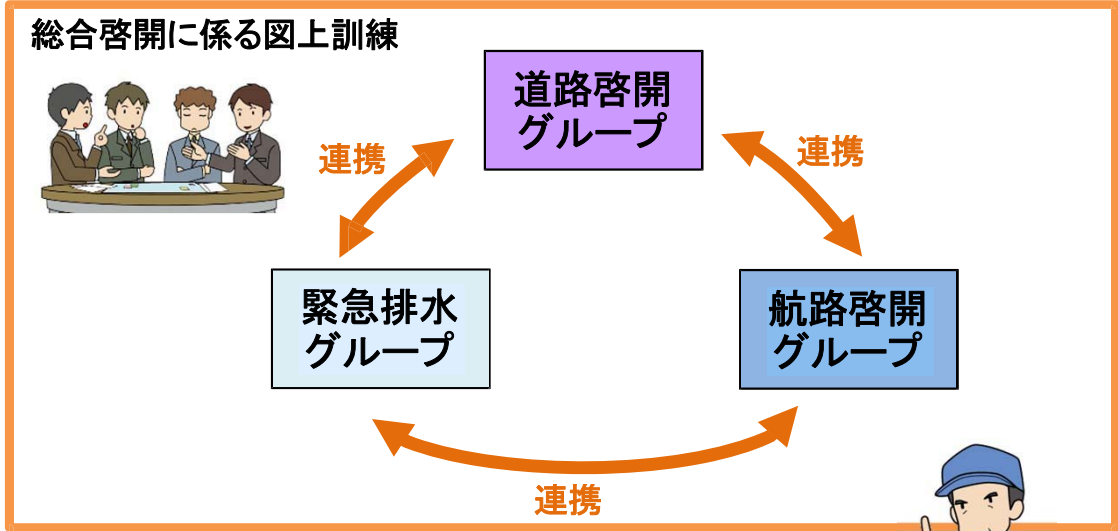 総合啓開に係る図上訓練
道路啓開
グループ
連携
連携
緊急排水
グループ
航路啓開
グループ
連携